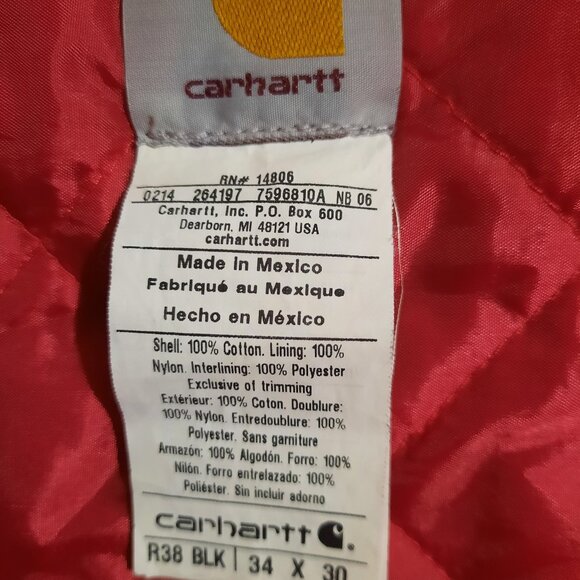 carhartt
RN# 14806
0214 264197 7596810A NB 06
Carhartt, Inc. P.O. Box 600
Dearborn, MI 48121 USA
carhartt.com
Made in Mexico
Fabriqué au Mexique
Hecho en México
Shell: 100% Cotton. Lining: 100%
Nylon. Interlining: 100% Polyester
Exclusive of trimming
Extérieur: 100% Coton. Doublure:
100% Nylon. Entredoublure: 100%
Polyester. Sans garniture
Armazón: 100% Algodón. Forro: 100%
Nilón. Forro entrelazado: 100%
Poliéster. Sin incluir adorno
carhartt
R38 BLK | 34 X 30